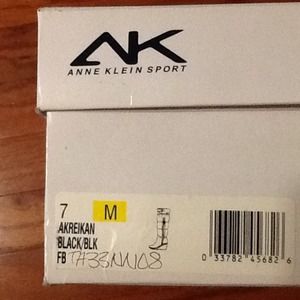 AK
ANNE KLEIN SPORT
7 M
AKREIKAN
BLACK/BLK
FB
0 33782 45682 6